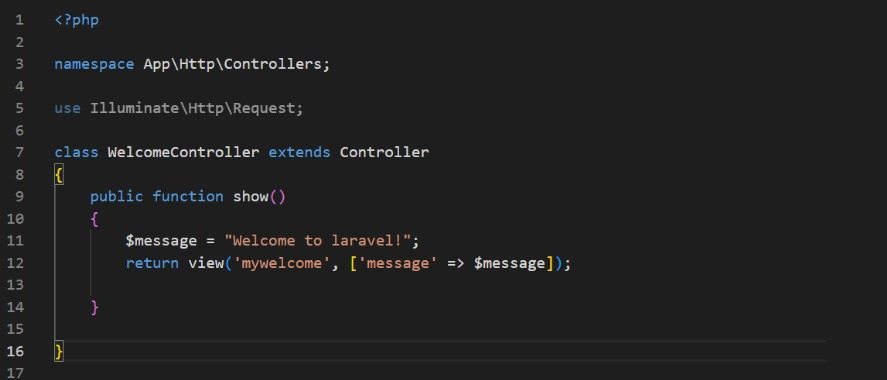 1 <?php
2
3 namespace App\Http\Controllers;
4
5 use Illuminate\Http\Request;
6
7 class WelcomeController extends Controller
8 {
9     public function show()
10     {
11         $message = "Welcome to laravel!";
12         return view('mywelcome', ['message' => $message]);
13
14     }
15
16 }
17